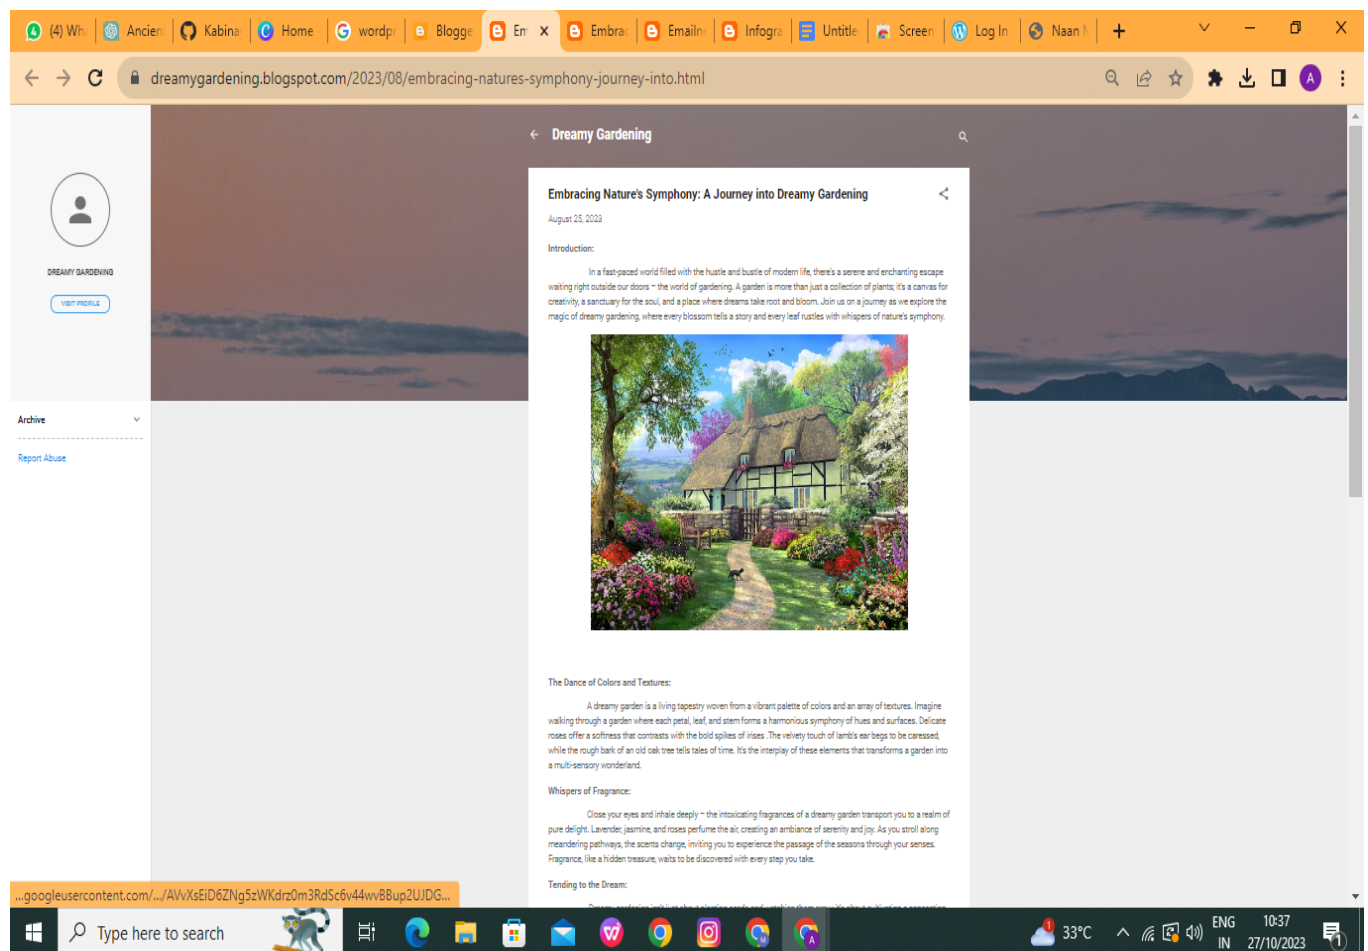 (4) Wh
Ancien
Kabina
Home
wordpr
Blogge
Em
Embrac
Emailn
Infogra
Untitle
Screen
Log In
Naan
dreamygardening.blogspot.com/2023/08/embracing-natures-symphony-journey-into.html
A
Dreamy Gardening
DREAMY GARDENING
VISIT PROFILE
Archive
Report Abuse
Embracing Nature's Symphony: A Journey into Dreamy Gardening
August 25, 2023
Introduction:
In a fast-paced world filled with the hustle and bustle of modern life, there's a serene and enchanting escape
waiting right outside our doors – the world of gardening. A garden is more than just a collection of plants; it's a canvas for
creativity, a sanctuary for the soul, and a place where dreams take root and bloom. Join us on a journey as we explore the
magic of dreamy gardening, where every blossom tells a story and every leaf rustles with whispers of nature's symphony.
The Dance of Colors and Textures:
A dreamy garden is a living tapestry woven from a vibrant palette of colors and an array of textures. Imagine
walking through a garden where each petal, leaf, and stem forms a harmonious symphony of hues and surfaces. Delicate
roses offer a softness that contrasts with the bold spikes of irises .The velvety touch of lamb's ear begs to be caressed,
while the rough bark of an old oak tree tells tales of time. It's the interplay of these elements that transforms a garden into
a multi-sensory wonderland.
Whispers of Fragrance:
Close your eyes and inhale deeply – the intoxicating fragrances of a dreamy garden transport you to a realm of
pure delight. Lavender, jasmine, and roses perfume the air, creating an ambiance of serenity and joy. As you stroll along
meandering pathways, the scents change, inviting you to experience the passage of the seasons through your senses.
Fragrance, like a hidden treasure, waits to be discovered with every step you take.
Tending to the Dream:
...googleusercontent.com/.../AVvXsEiD6ZNg5zWKdrz0m3RdSc6v44wvBBup2UJDG...
Type here to search
33°C
ENG
IN
10:37
27/10/2023
1